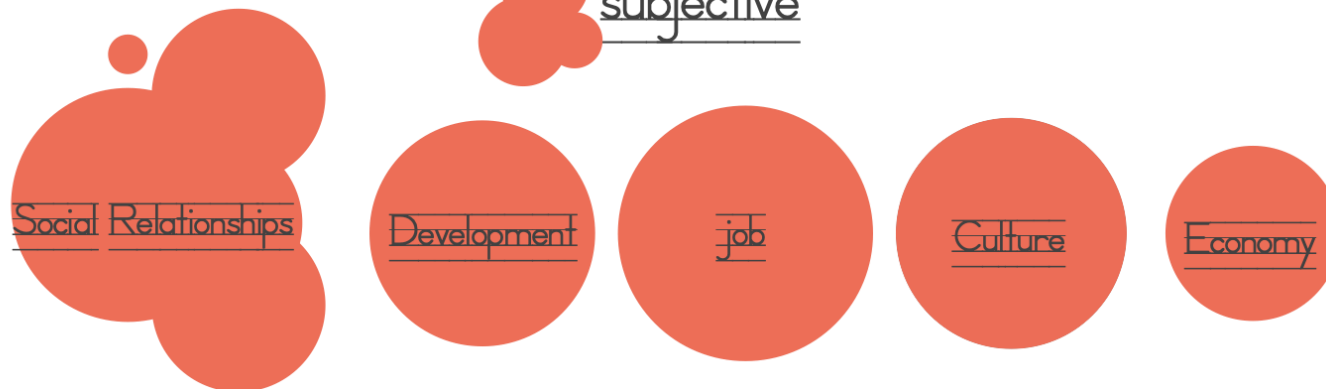 subjective
Social Relationships
Development
job
Culture
Economy